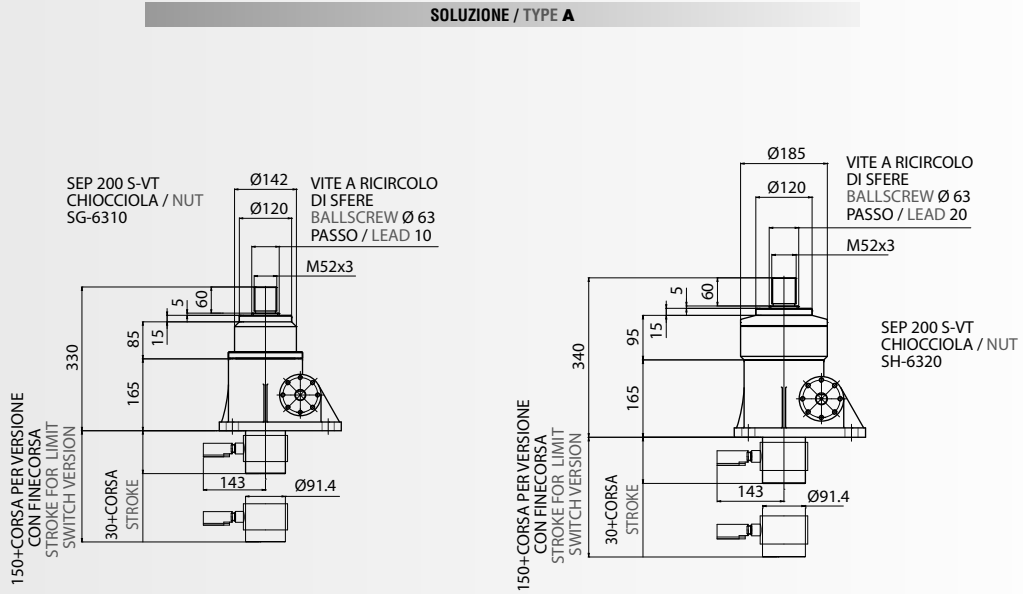 SOLUZIONE / TYPE A
SEP 200 S-VT
CHIOCCIOLA / NUT
SG-6310
Ø142
Ø120
VITE A RICIRCOLO
DI SFERE
BALLSCREW Ø 63
PASSO / LEAD 10
M52x3
60
5
15
85
330
165
143
Ø91.4
30+CORSA
STROKE
150+CORSA PER VERSIONE
CON FINECORSA
STROKE FOR LIMIT
SWITCH VERSION
Ø185
Ø120
VITE A RICIRCOLO
DI SFERE
BALLSCREW Ø 63
PASSO / LEAD 20
M52x3
60
5
15
95
340
165
SEP 200 S-VT
CHIOCCIOLA / NUT
SH-6320
143
Ø91.4
30+CORSA
STROKE
150+CORSA PER VERSIONE
CON FINECORSA
STROKE FOR LIMIT
SWITCH VERSION